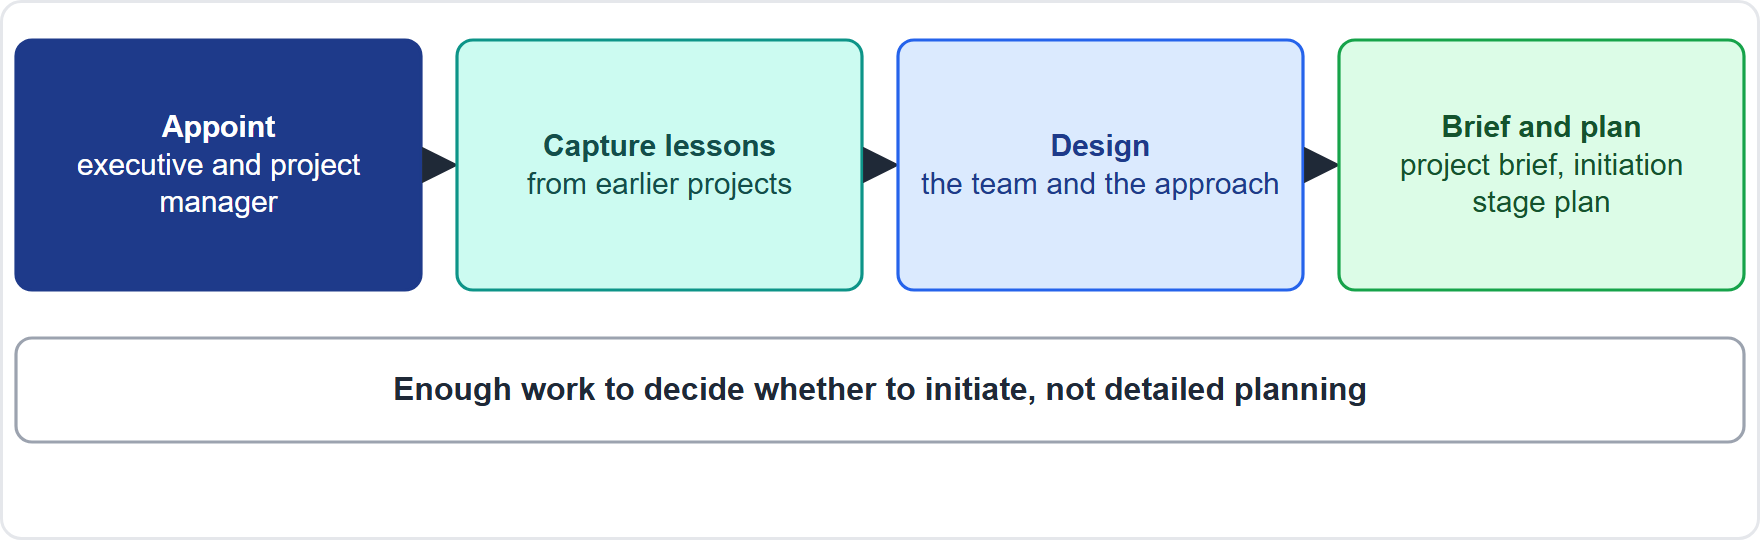 Appoint
executive and project
manager
Capture lessons
from earlier projects
Design
the team and the approach
Brief and plan
project brief, initiation
stage plan
Enough work to decide whether to initiate, not detailed planning